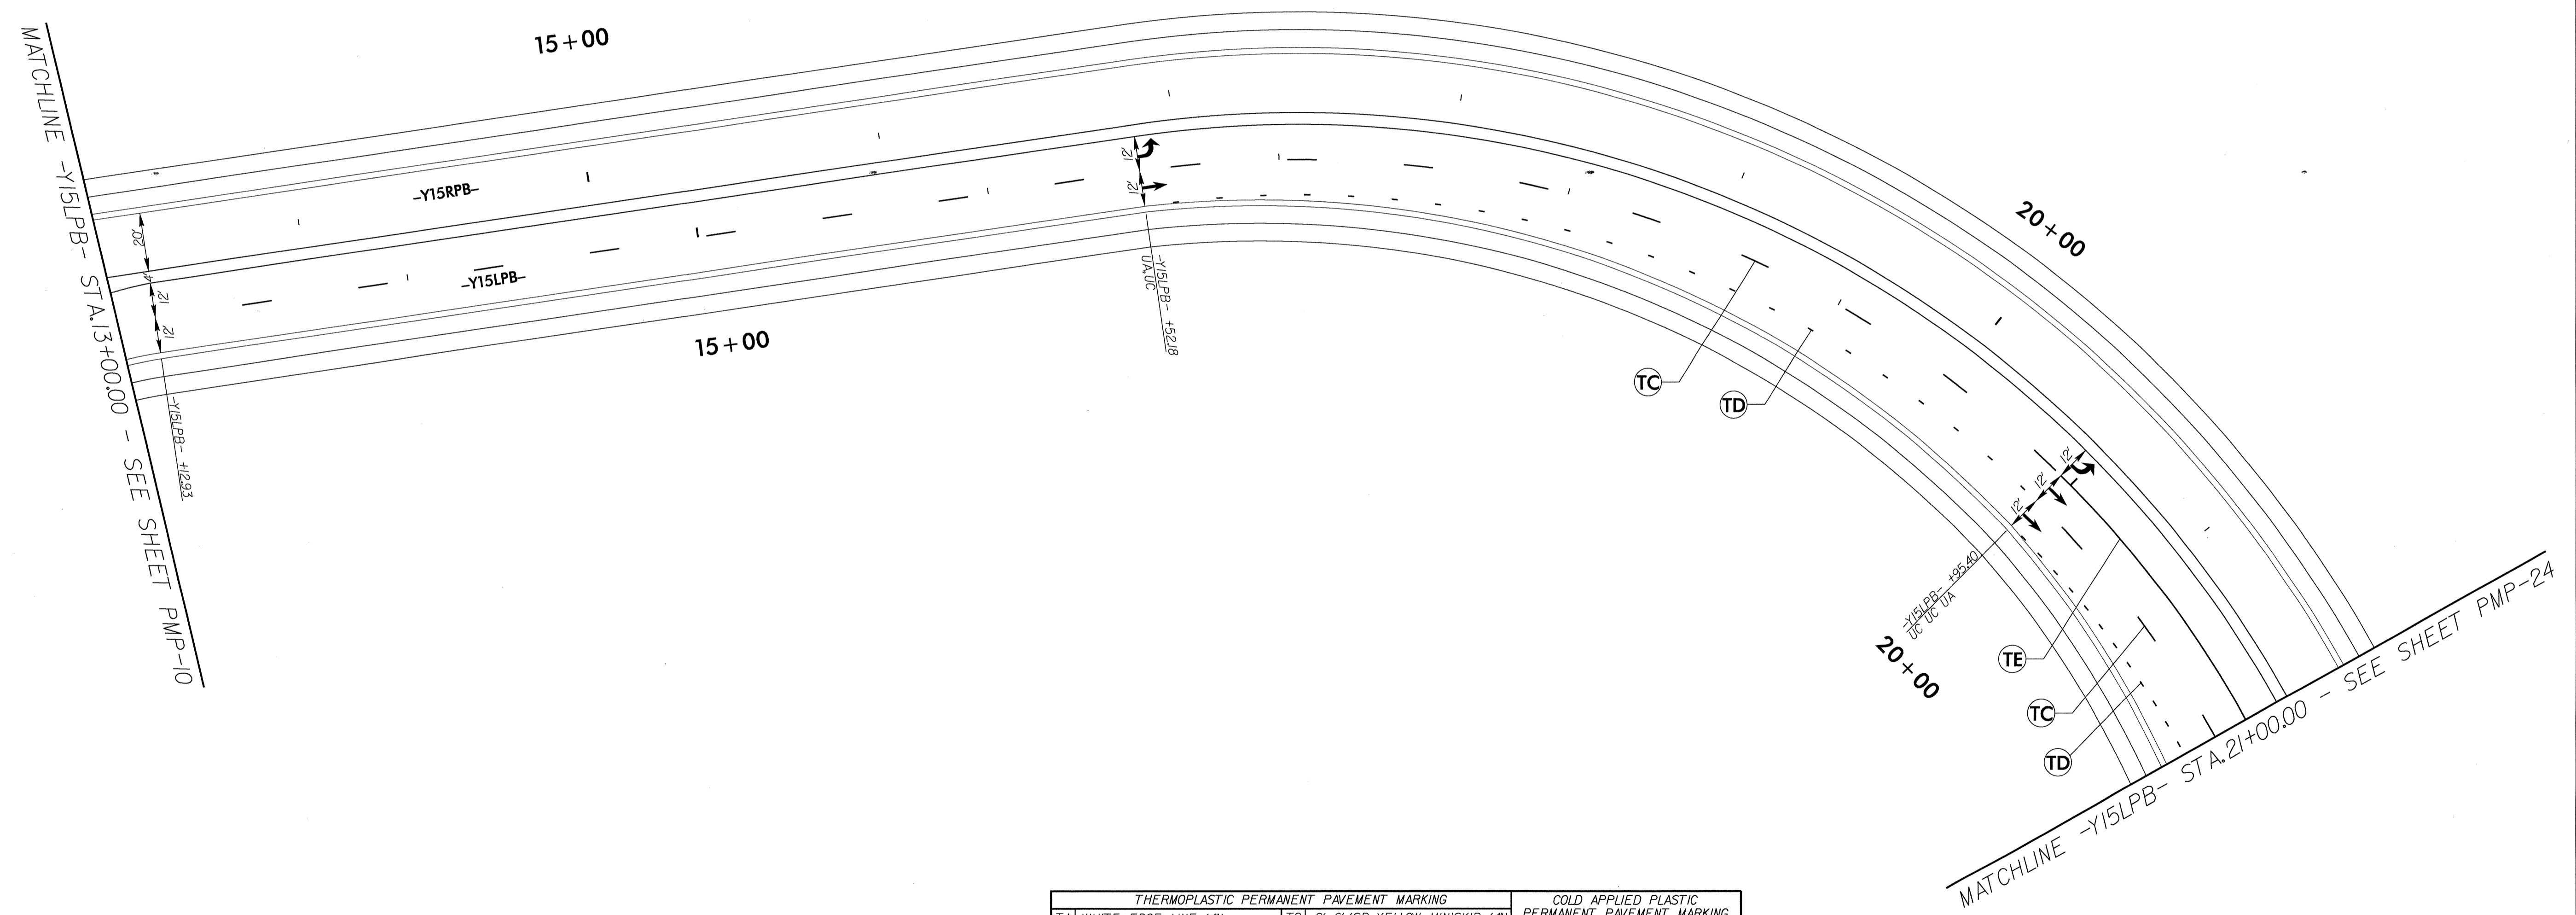 MATCHLINE -Y15LPB- STA.13+00.00 - SEE SHEET PMP-10
15+00
-Y15RPB-
20'
4'
12'
12'
-Y15LPB-
-Y15LPB- +12.93
15+00
12'
12'
-Y15LPB- +52.18
UA,UC
20+00
TC
TD
12'
12'
12'
-Y15LPB- +95.40
UC UC UA
20+00
TE
TC
TD
MATCHLINE -Y15LPB- STA.21+00.00 - SEE SHEET PMP-24
THERMOPLASTIC PERMANENT PAVEMENT MARKING
COLD APPLIED PLASTIC
PERMANENT PAVEMENT MARKING